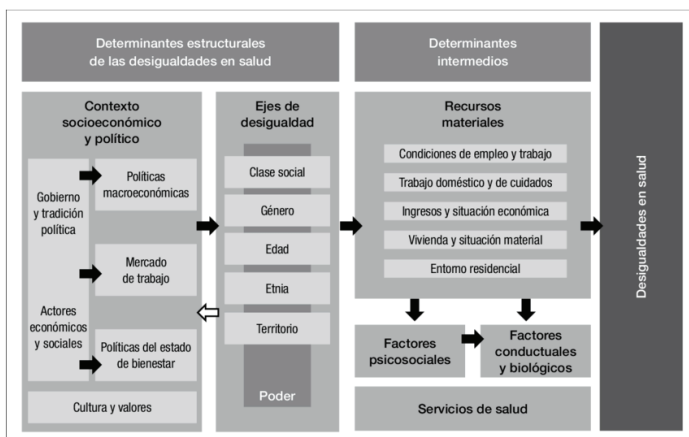 Determinantes estructurales
de las desigualdades en salud
Determinantes
intermedios
Contexto
socioeconómico
y político
Gobierno
y tradición
política
Actores
económicos
y sociales
Políticas
macroeconómicas
Mercado
de trabajo
Políticas del estado
de bienestar
Cultura y valores
Ejes de
desigualdad
Clase social
Género
Edad
Etnia
Territorio
Poder
Recursos
materiales
Condiciones de empleo y trabajo
Trabajo doméstico y de cuidados
Ingresos y situación económica
Vivienda y situación material
Entorno residencial
Factores
psicosociales
Factores
conductuales
y biológicos
Servicios de salud
Desigualdades en salud